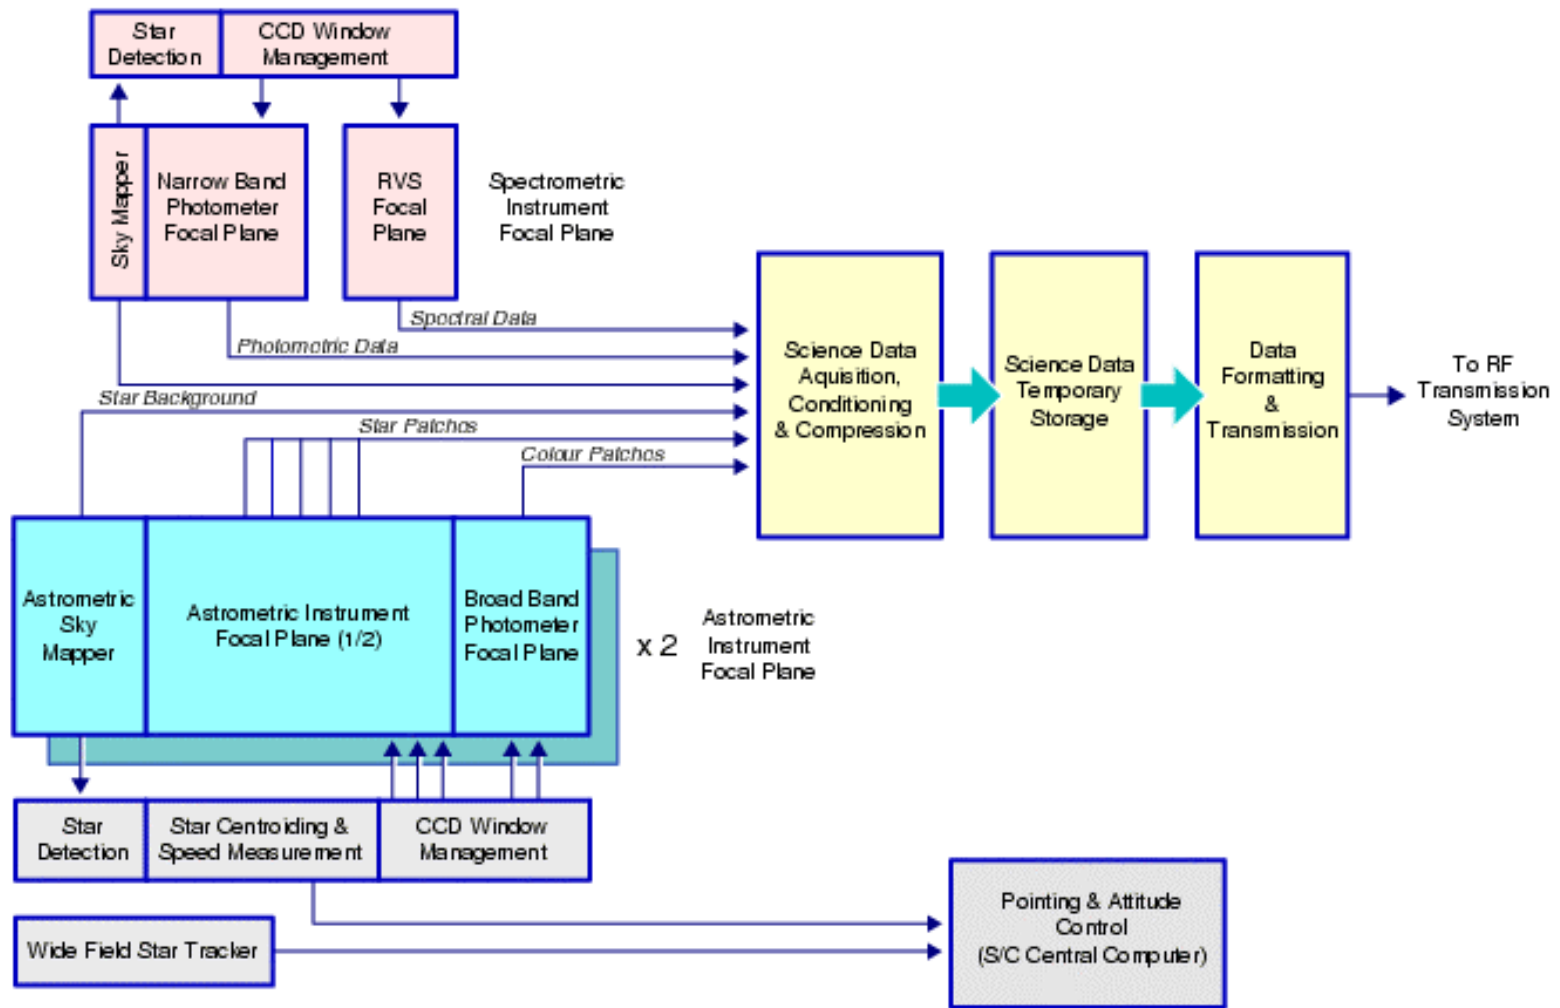 Star
Detection
CCD Window
Management
Sky Mapper
Narrow Band
Photometer
Focal Plane
RVS
Focal
Plane
Spectrometric
Instrument
Focal Plane
Spectral Data
Photometric Data
Star Background
Star Patches
Colour Patches
Science Data
Aquisition,
Conditioning
& Compression
Science Data
Temporary
Storage
Data
Formatting
&
Transmission
To RF
Transmission
System
Astrometric
Sky
Mapper
Astrometric Instrument
Focal Plane (1/2)
Broad Band
Photometer
Focal Plane
x 2
Astrometric
Instrument
Focal Plane
Star
Detection
Star Centroiding &
Speed Measurement
CCD Window
Management
Wide Field Star Tracker
Pointing & Attitude
Control
(S/C Central Computer)